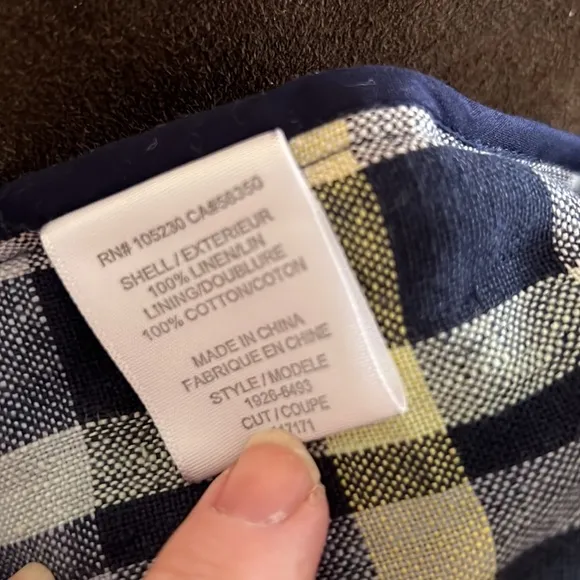 RN# 105230 CA#56350
SHELL/EXTERIEUR
100% LINEN/LIN
LINING/DOUBLURE
100% COTTON/COTON
MADE IN CHINA
FABRIQUE EN CHINE
STYLE / MODELE
1926-6493
CUT/COUPE